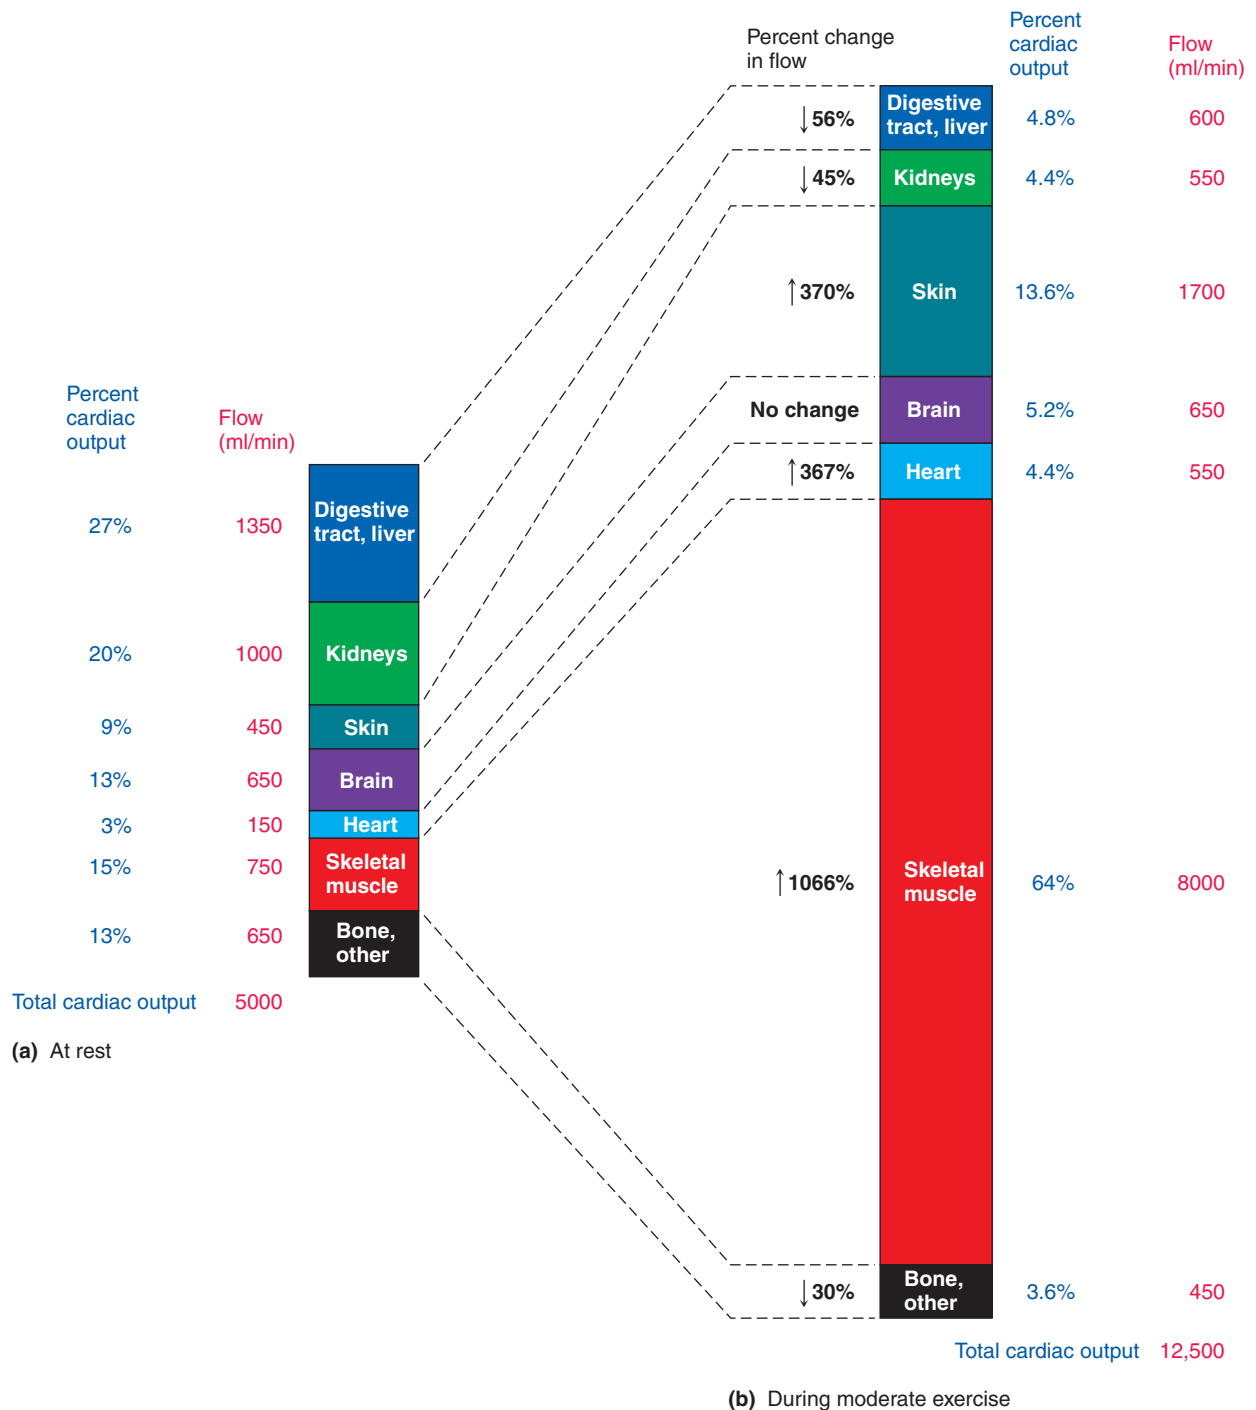 Percent change
in flow
Percent
cardiac
output
Flow
(ml/min)
↓ 56%
Digestive
tract, liver
4.8%
600
↓ 45%
Kidneys
4.4%
550
↑ 370%
Skin
13.6%
1700
No change
Brain
5.2%
650
↑ 367%
Heart
4.4%
550
↑ 1066%
Skeletal
muscle
64%
8000
↓ 30%
Bone,
other
3.6%
450
Total cardiac output 12,500
(b) During moderate exercise
Percent
cardiac
output
Flow
(ml/min)
27%
1350
Digestive
tract, liver
20%
1000
Kidneys
9%
450
Skin
13%
650
Brain
3%
150
Heart
15%
750
Skeletal
muscle
13%
650
Bone,
other
Total cardiac output 5000
(a) At rest